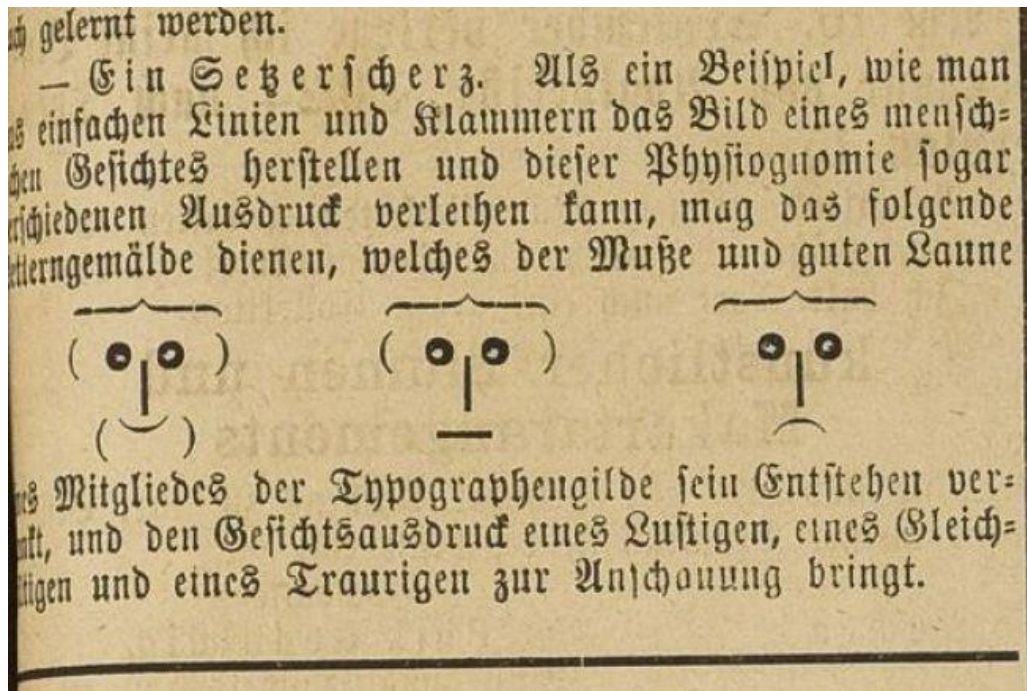 gelernt werden.
— Ein Setzerscherz. Als ein Beispiel, wie man
einfachen Linien und Klammern das Bild eines mensch=
Gesichtes herstellen und dieser Physiognomie sogar
Ausdruck verleihen kann, mag das folgende
dienen, welches der Muße und guten Laune
Mitgliedes der Typographengilde sein Entstehen ver=
und den Gesichtsausdruck eines Lustigen, eines Gleich=
und eines Traurigen zur Anschauung bringt.